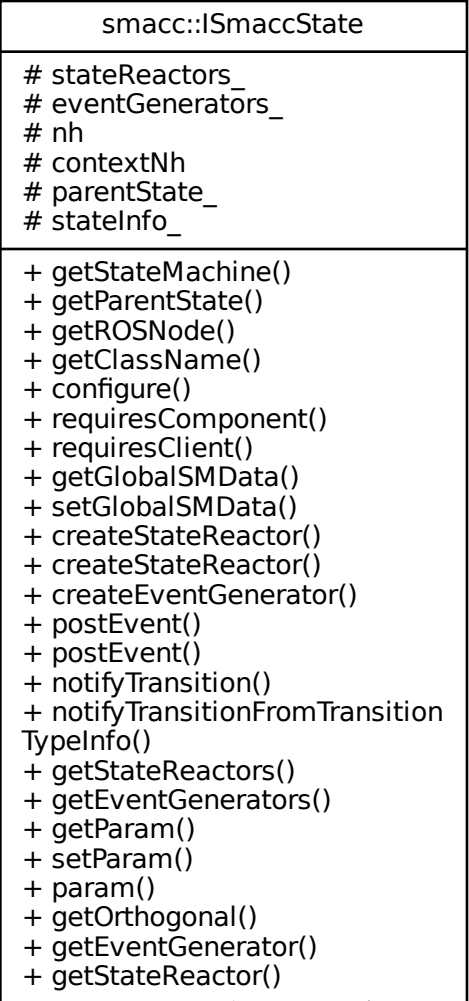 smacc::ISmaccState
# stateReactors_
# eventGenerators_
# nh
# contextNh
# parentState_
# stateInfo_
+ getStateMachine()
+ getParentState()
+ getROSNode()
+ getClassName()
+ configure()
+ requiresComponent()
+ requiresClient()
+ getGlobalSMData()
+ setGlobalSMData()
+ createStateReactor()
+ createStateReactor()
+ createEventGenerator()
+ postEvent()
+ postEvent()
+ notifyTransition()
+ notifyTransitionFromTransition
TypeInfo()
+ getStateReactors()
+ getEventGenerators()
+ getParam()
+ setParam()
+ param()
+ getOrthogonal()
+ getEventGenerator()
+ getStateReactor()